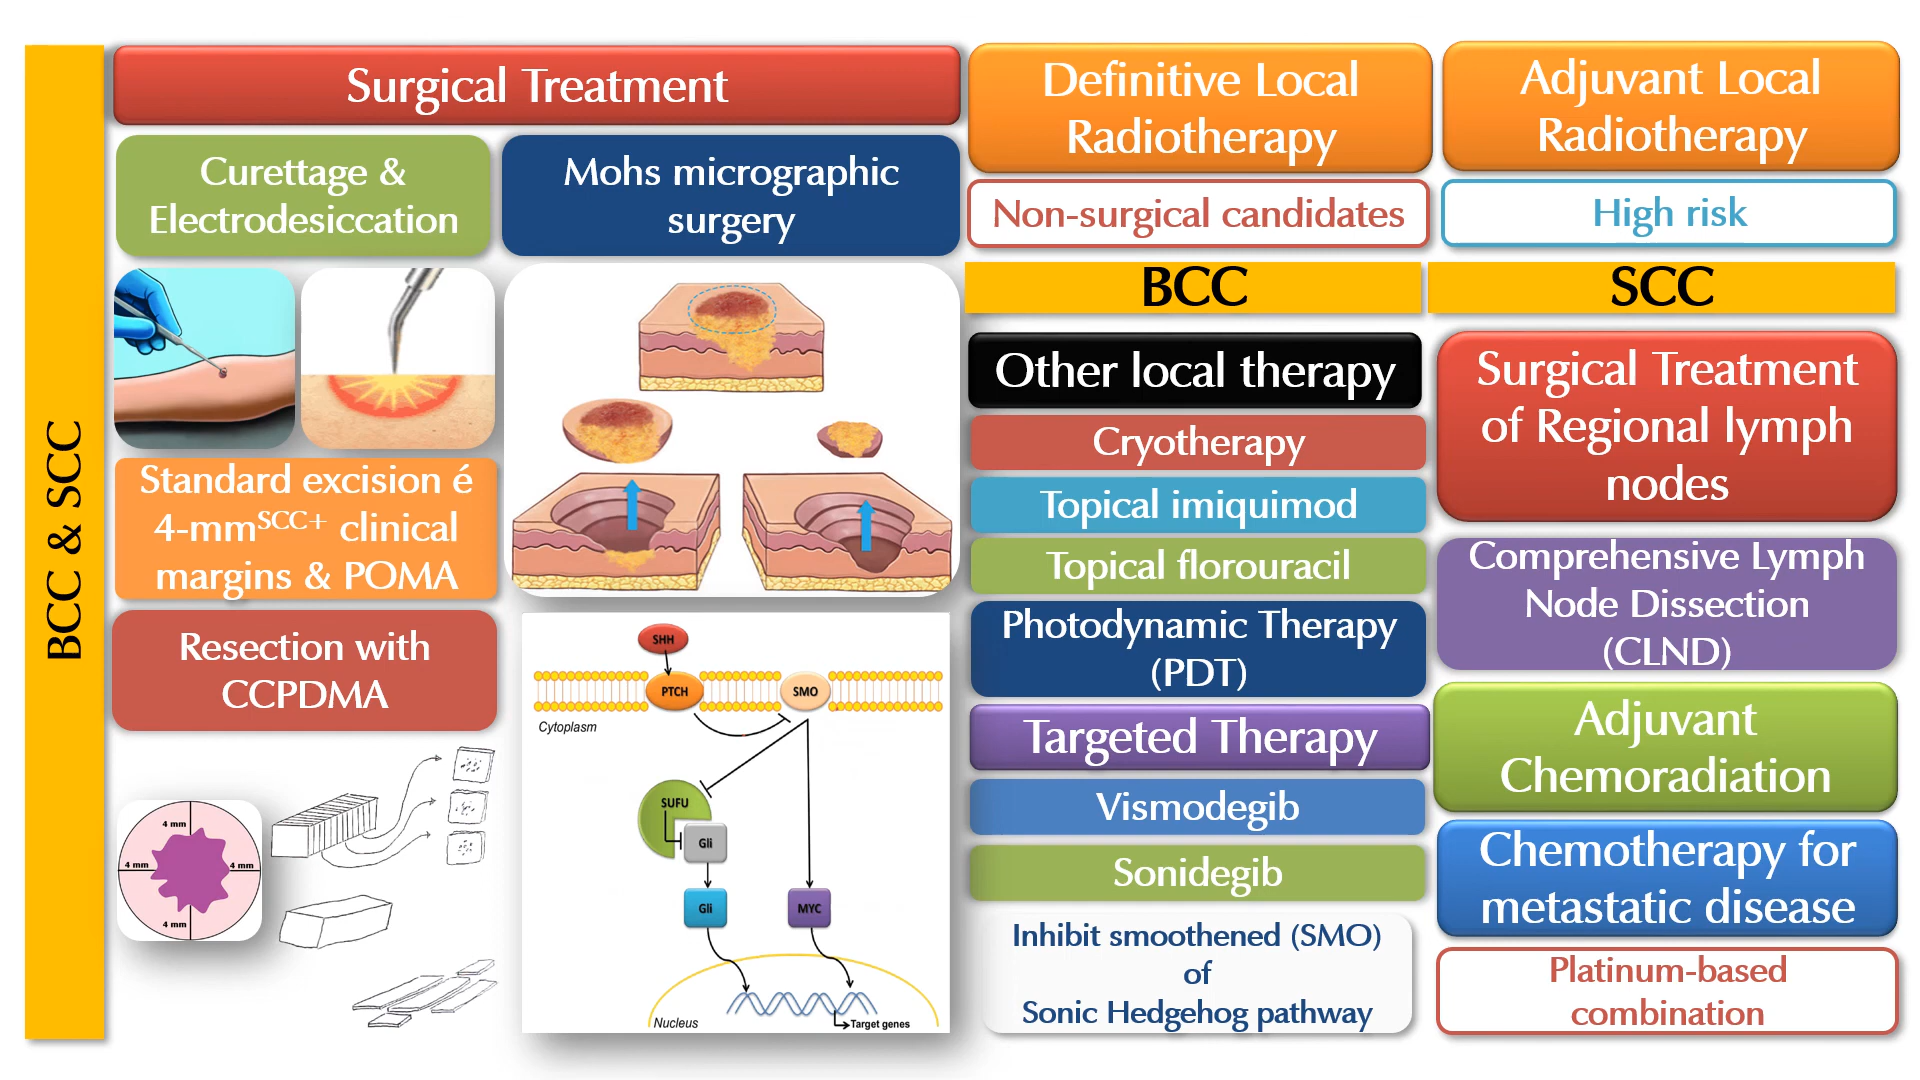 BCC & SCC
Surgical Treatment
Curettage &
Electrodesiccation
Mohs micrographic
surgery
Standard excision é
4-mmSCC+ clinical
margins & POMA
Resection with
CCPDMA
4 mm
4 mm
4 mm
4 mm
SHH
PTCH
SMO
Cytoplasm
SUFU
Gli
Gli
MYC
Nucleus
Target genes
Definitive Local
Radiotherapy
Non-surgical candidates
Adjuvant Local
Radiotherapy
High risk
BCC
Other local therapy
Cryotherapy
Topical imiquimod
Topical florouracil
Photodynamic Therapy
(PDT)
Targeted Therapy
Vismodegib
Sonidegib
Inhibit smoothened (SMO)
of
Sonic Hedgehog pathway
SCC
Surgical Treatment
of Regional lymph
nodes
Comprehensive Lymph
Node Dissection
(CLND)
Adjuvant
Chemoradiation
Chemotherapy for
metastatic disease
Platinum-based
combination